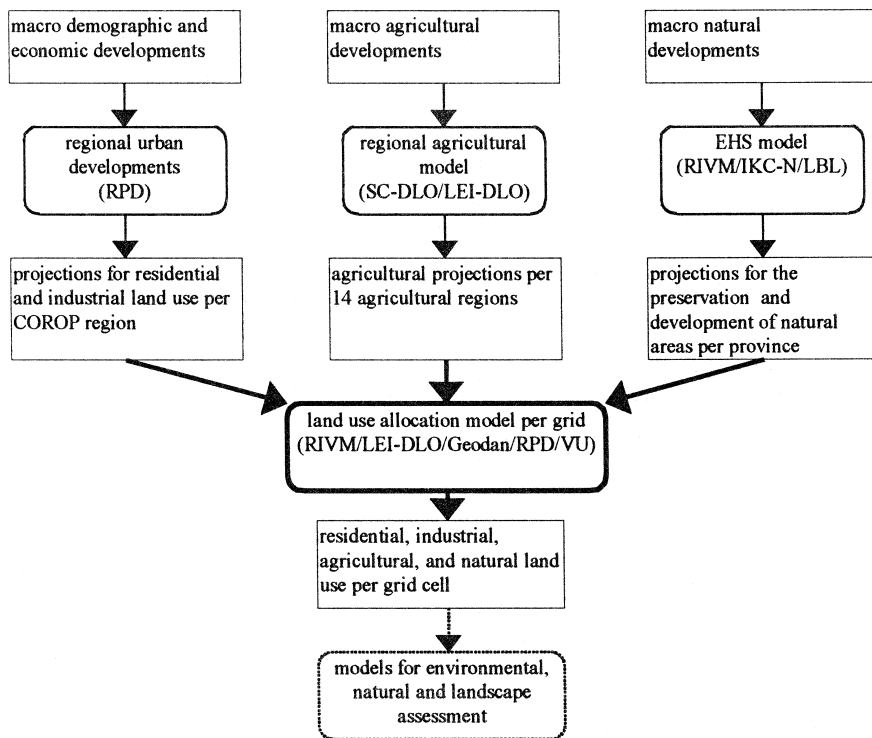 macro demographic and
economic developments
macro agricultural
developments
macro natural
developments
regional urban
developments
(RPD)
regional agricultural
model
(SC-DLO/LEI-DLO)
EHS model
(RIVM/IKC-N/LBL)
projections for residential
and industrial land use per
COROP region
agricultural projections per
14 agricultural regions
projections for the
preservation and
development of natural
areas per province
land use allocation model per grid
(RIVM/LEI-DLO/Geodan/RPD/VU)
residential, industrial,
agricultural, and natural land
use per grid cell
models for environmental,
natural and landscape
assessment